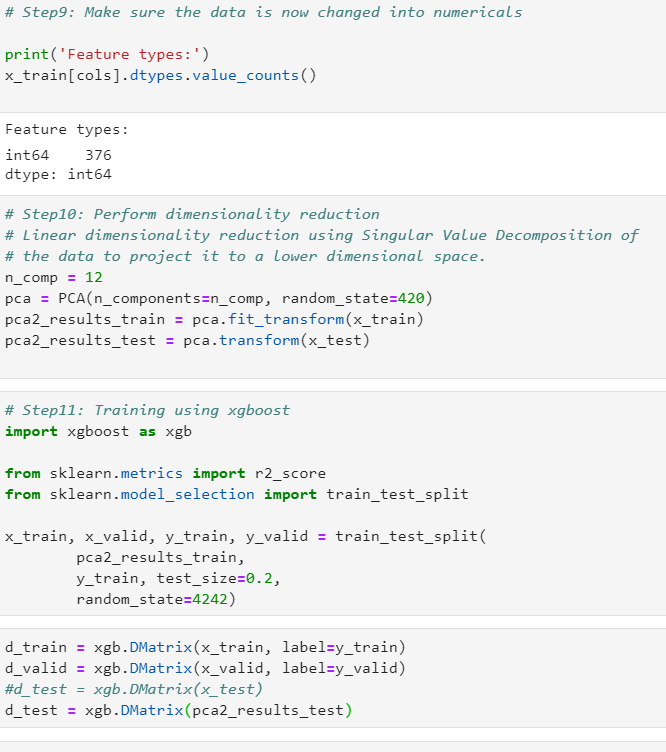 # Step9: Make sure the data is now changed into numericals
print('Feature types:')
x_train[cols].dtypes.value_counts()
Feature types:
int64    376
dtype: int64
# Step10: Perform dimensionality reduction
# Linear dimensionality reduction using Singular Value Decomposition of
# the data to project it to a lower dimensional space.
n_comp = 12
pca = PCA(n_components=n_comp, random_state=420)
pca2_results_train = pca.fit_transform(x_train)
pca2_results_test = pca.transform(x_test)
# Step11: Training using xgboost
import xgboost as xgb
from sklearn.metrics import r2_score
from sklearn.model_selection import train_test_split
x_train, x_valid, y_train, y_valid = train_test_split(
        pca2_results_train,
        y_train, test_size=0.2,
        random_state=4242)
d_train = xgb.DMatrix(x_train, label=y_train)
d_valid = xgb.DMatrix(x_valid, label=y_valid)
#d_test = xgb.DMatrix(x_test)
d_test = xgb.DMatrix(pca2_results_test)